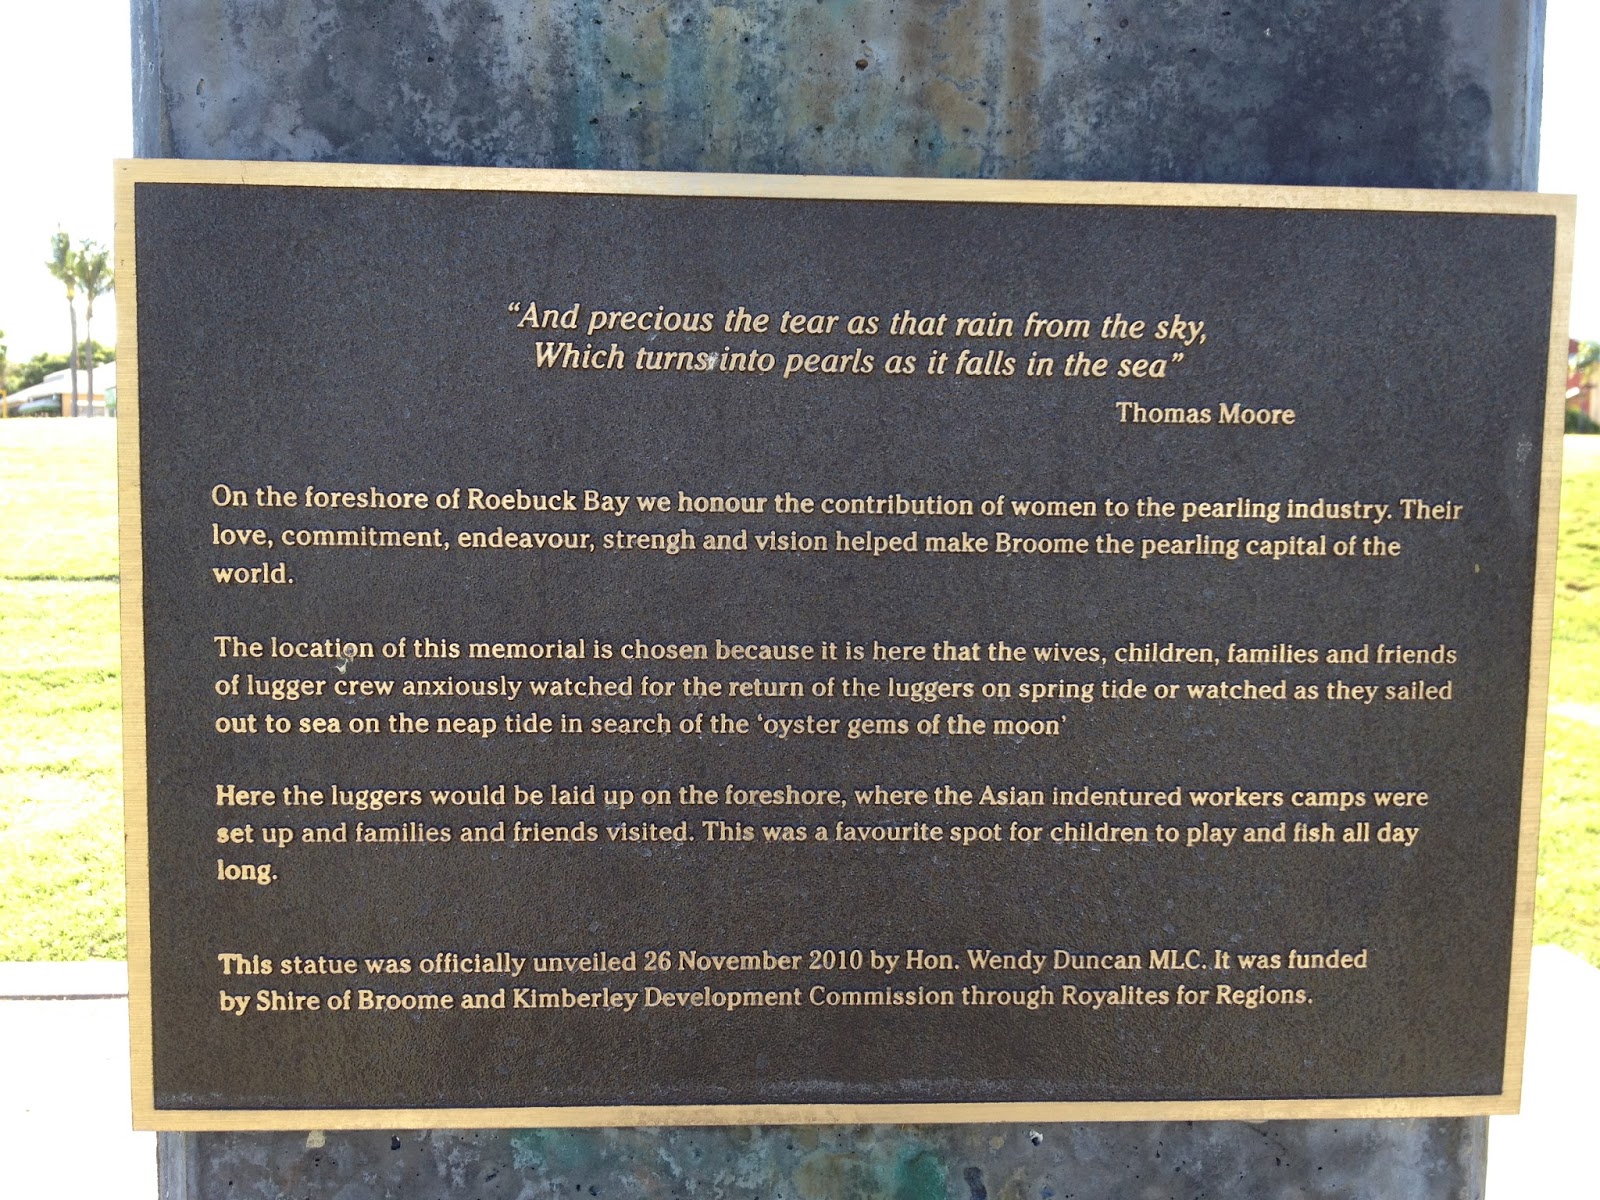 “And precious the tear as that rain from the sky,
Which turns into pearls as it falls in the sea”
Thomas Moore
On the foreshore of Roebuck Bay we honour the contribution of women to the pearling industry. Their
love, commitment, endeavour, strengh and vision helped make Broome the pearling capital of the
world.
The location of this memorial is chosen because it is here that the wives, children, families and friends
of lugger crew anxiously watched for the return of the luggers on spring tide or watched as they sailed
out to sea on the neap tide in search of the ‘oyster gems of the moon’
Here the luggers would be laid up on the foreshore, where the Asian indentured workers camps were
set up and families and friends visited. This was a favourite spot for children to play and fish all day
long.
This statue was officially unveiled 26 November 2010 by Hon. Wendy Duncan MLC. It was funded
by Shire of Broome and Kimberley Development Commission through Royalites for Regions.